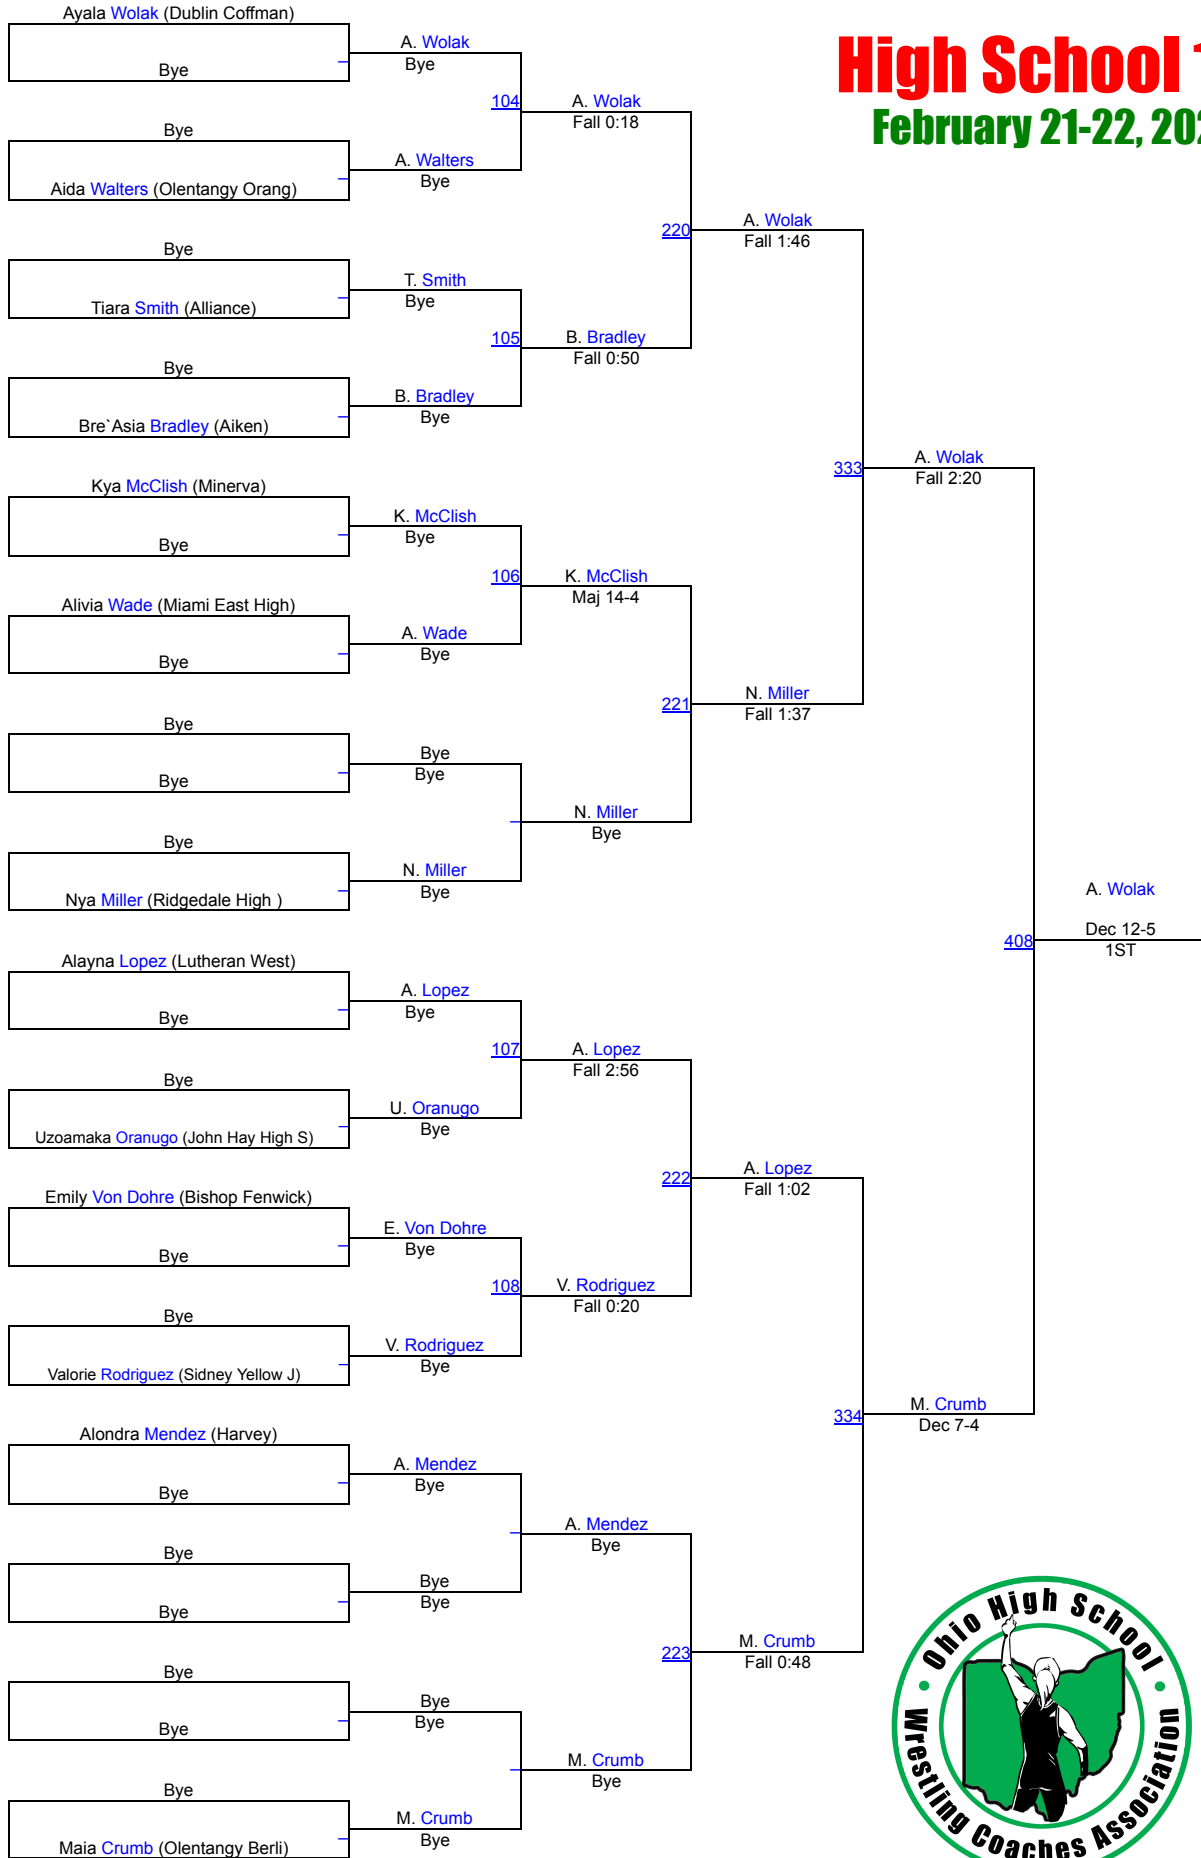 High School 1
February 21-22, 202
Ayala Wolak (Dublin Coffman)
Bye
Bye
Aida Walters (Olentangy Orang)
Bye
Tiara Smith (Alliance)
Bye
Bre`Asia Bradley (Aiken)
Kya McClish (Minerva)
Bye
Alivia Wade (Miami East High)
Bye
Bye
Bye
Bye
Nya Miller (Ridgedale High )
Alayna Lopez (Lutheran West)
Bye
Bye
Uzoamaka Oranugo (John Hay High S)
Emily Von Dohre (Bishop Fenwick)
Bye
Bye
Valorie Rodriguez (Sidney Yellow J)
Alondra Mendez (Harvey)
Bye
Bye
Bye
Bye
Bye
Bye
Maia Crumb (Olentangy Berli)
A. Wolak
Bye
104
A. Walters
Bye
T. Smith
Bye
105
B. Bradley
Bye
K. McClish
Bye
106
A. Wade
Bye
Bye
Bye
N. Miller
Bye
A. Lopez
Bye
107
U. Oranugo
Bye
E. Von Dohre
Bye
108
V. Rodriguez
Bye
A. Mendez
Bye
Bye
Bye
Bye
Bye
M. Crumb
Bye
A. Wolak
Fall 0:18
220
B. Bradley
Fall 0:50
K. McClish
Maj 14-4
221
N. Miller
Bye
A. Lopez
Fall 2:56
222
V. Rodriguez
Fall 0:20
A. Mendez
Bye
223
M. Crumb
Bye
A. Wolak
Fall 1:46
333
N. Miller
Fall 1:37
A. Lopez
Fall 1:02
334
M. Crumb
Fall 0:48
A. Wolak
Fall 2:20
408
M. Crumb
Dec 7-4
A. Wolak
Dec 12-5
1ST
Ohio High School
Wrestling Coaches Association